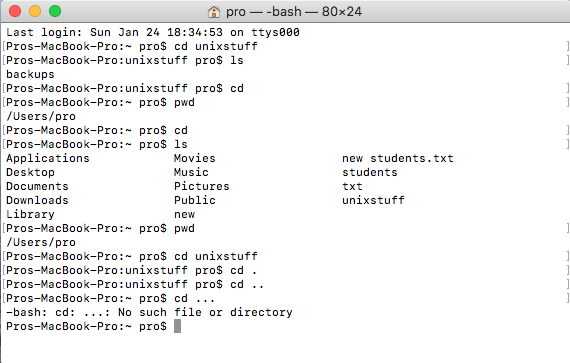 pro — -bash — 80×24
Last login: Sun Jan 24 18:34:53 on ttys000
[Pros-MacBook-Pro:~ pro$ cd unixstuff ]
[Pros-MacBook-Pro:unixstuff pro$ ls ]
backups
[Pros-MacBook-Pro:unixstuff pro$ cd ]
[Pros-MacBook-Pro:~ pro$ pwd ]
/Users/pro
[Pros-MacBook-Pro:~ pro$ cd ]
[Pros-MacBook-Pro:~ pro$ ls ]
Applications Movies new students.txt
Desktop Music students
Documents Pictures txt
Downloads Public unixstuff
Library new
[Pros-MacBook-Pro:~ pro$ pwd ]
/Users/pro
[Pros-MacBook-Pro:~ pro$ cd unixstuff ]
[Pros-MacBook-Pro:unixstuff pro$ cd . ]
[Pros-MacBook-Pro:unixstuff pro$ cd .. ]
[Pros-MacBook-Pro:~ pro$ cd ... ]
-bash: cd: ...: No such file or directory
Pros-MacBook-Pro:~ pro$